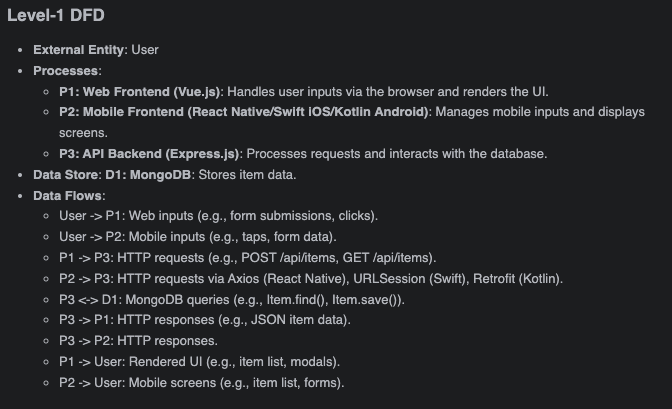 Level-1 DFD
• External Entity: User
• Processes:
◦ P1: Web Frontend (Vue.js): Handles user inputs via the browser and renders the UI.
◦ P2: Mobile Frontend (React Native/Swift iOS/Kotlin Android): Manages mobile inputs and displays
screens.
◦ P3: API Backend (Express.js): Processes requests and interacts with the database.
• Data Store: D1: MongoDB: Stores item data.
• Data Flows:
◦ User -> P1: Web inputs (e.g., form submissions, clicks).
◦ User -> P2: Mobile inputs (e.g., taps, form data).
◦ P1 -> P3: HTTP requests (e.g., POST /api/items, GET /api/items).
◦ P2 -> P3: HTTP requests via Axios (React Native), URLSession (Swift), Retrofit (Kotlin).
◦ P3 <-> D1: MongoDB queries (e.g., Item.find(), Item.save()).
◦ P3 -> P1: HTTP responses (e.g., JSON item data).
◦ P3 -> P2: HTTP responses.
◦ P1 -> User: Rendered UI (e.g., item list, modals).
◦ P2 -> User: Mobile screens (e.g., item list, forms).